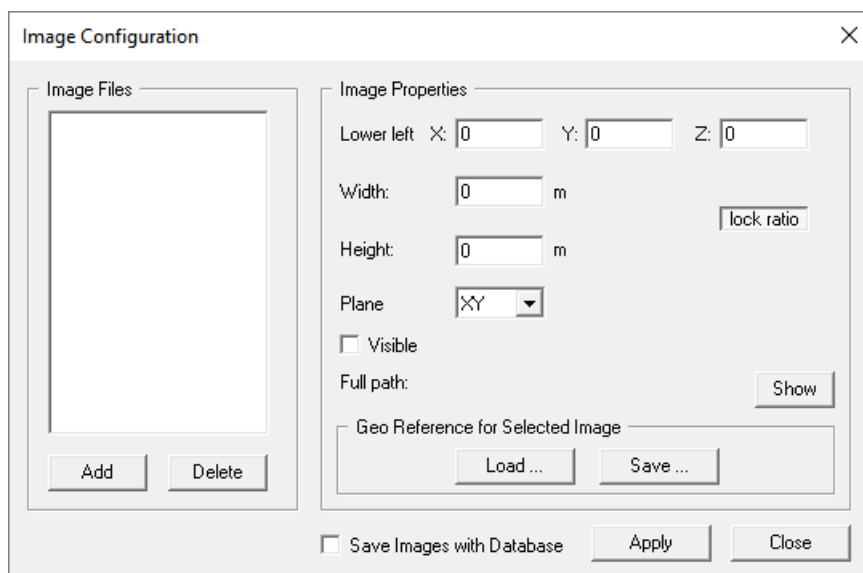 Image Configuration
Image Files
Image Properties
Lower left X: 0 Y: 0 Z: 0
Width: 0 m
lock ratio
Height: 0 m
Plane XY
Visible
Full path:
Show
Geo Reference for Selected Image
Load ... Save ...
Add Delete
Save Images with Database Apply Close